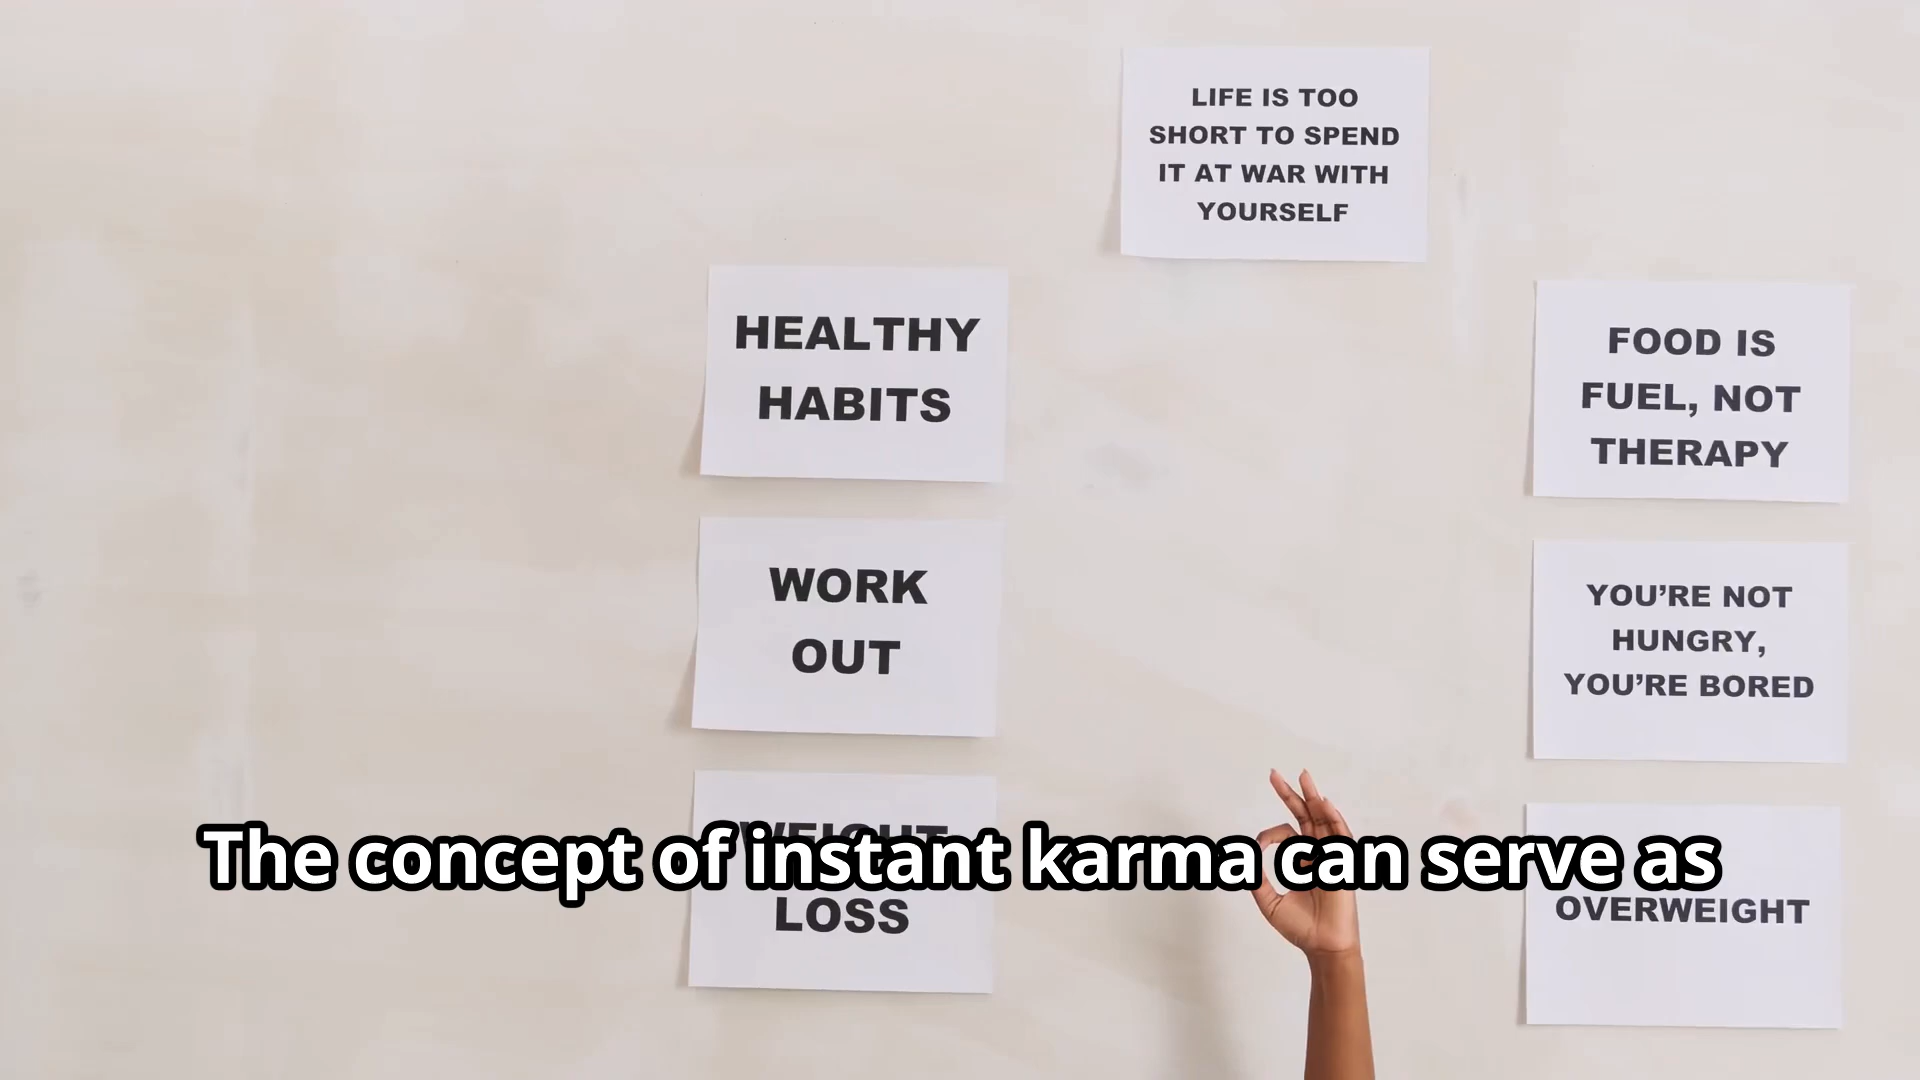 LIFE IS TOO
SHORT TO SPEND
IT AT WAR WITH
YOURSELF
HEALTHY
HABITS
FOOD IS
FUEL, NOT
THERAPY
WORK
OUT
YOU’RE NOT
HUNGRY,
YOU’RE BORED
WEIGHT
LOSS
OVERWEIGHT
The concept of instant karma can serve as